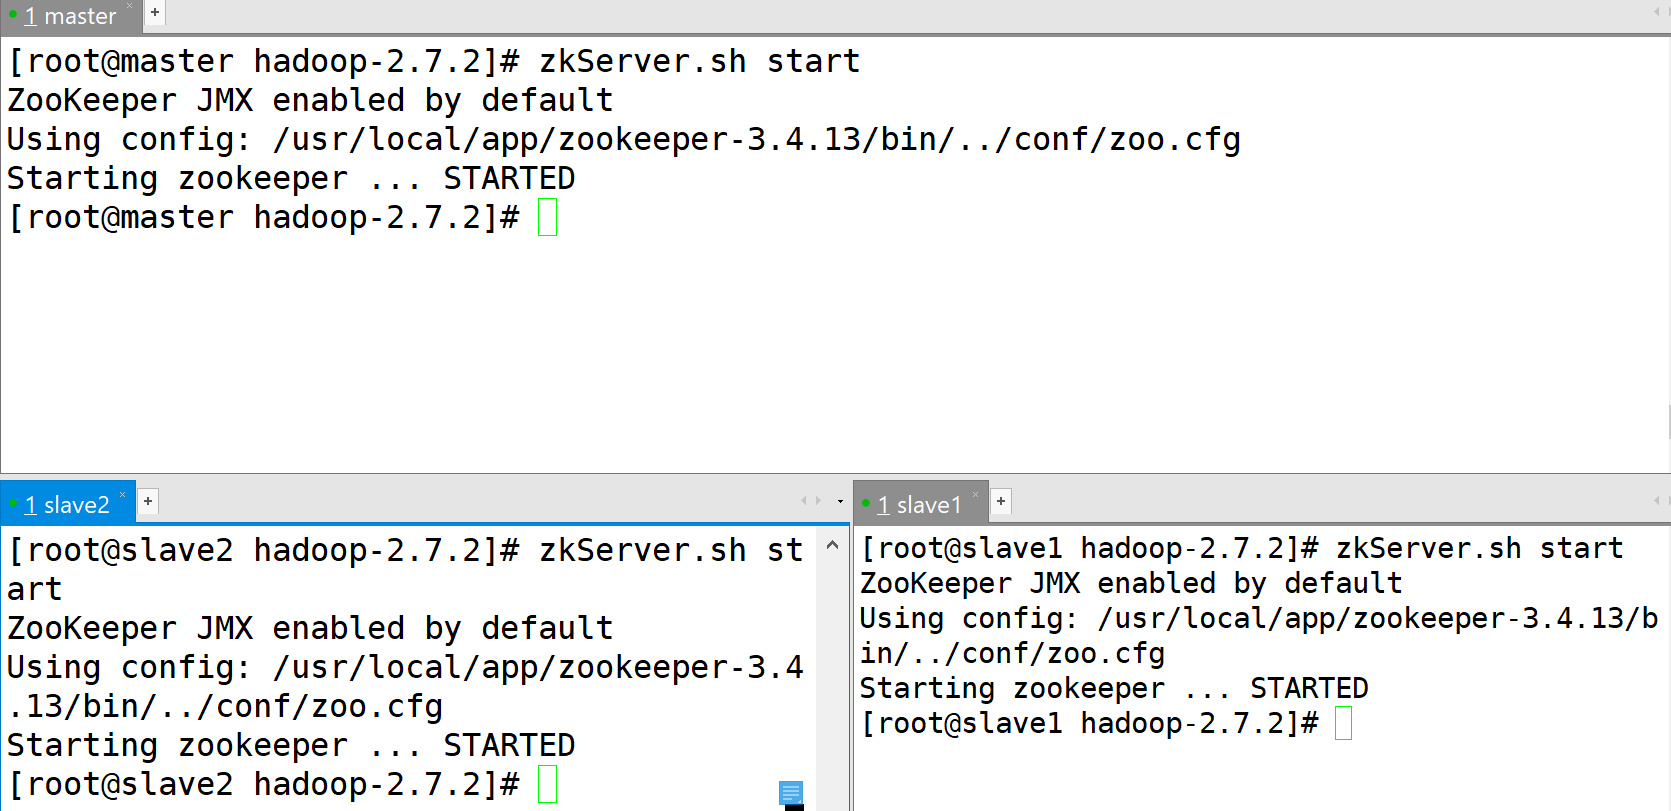 1 master × +
[root@master hadoop-2.7.2]# zkServer.sh start
ZooKeeper JMX enabled by default
Using config: /usr/local/app/zookeeper-3.4.13/bin/../conf/zoo.cfg
Starting zookeeper ... STARTED
[root@master hadoop-2.7.2]#
1 slave2 × +
[root@slave2 hadoop-2.7.2]# zkServer.sh st
art
ZooKeeper JMX enabled by default
Using config: /usr/local/app/zookeeper-3.4
.13/bin/../conf/zoo.cfg
Starting zookeeper ... STARTED
[root@slave2 hadoop-2.7.2]#
1 slave1 × +
[root@slave1 hadoop-2.7.2]# zkServer.sh start
ZooKeeper JMX enabled by default
Using config: /usr/local/app/zookeeper-3.4.13/b
in/../conf/zoo.cfg
Starting zookeeper ... STARTED
[root@slave1 hadoop-2.7.2]#